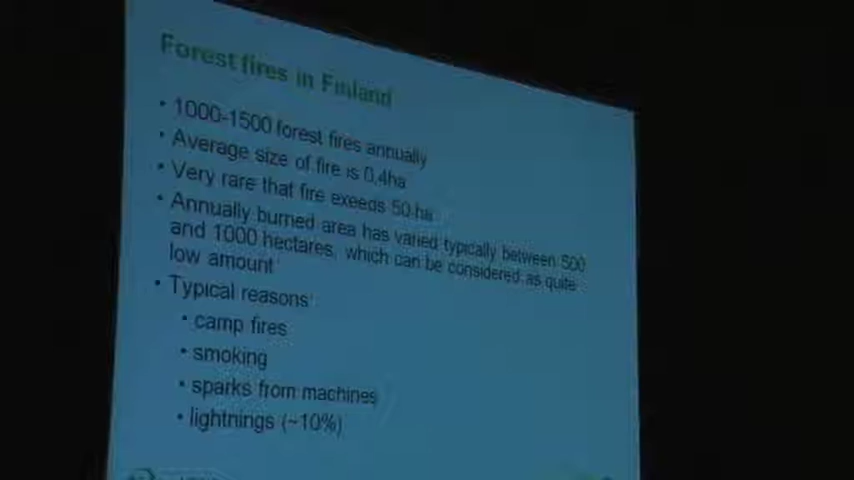 Forest fires in Finland
• 1000-1500 forest fires annually
• Average size of fire is 0,4ha
• Very rare that fire exceeds 50 ha
• Annually burned area has varied typically between 500
and 1000 hectares, which can be considered as quite
low amount
• Typical reasons
• camp fires
• smoking
• sparks from machines
• lightnings (~10%)